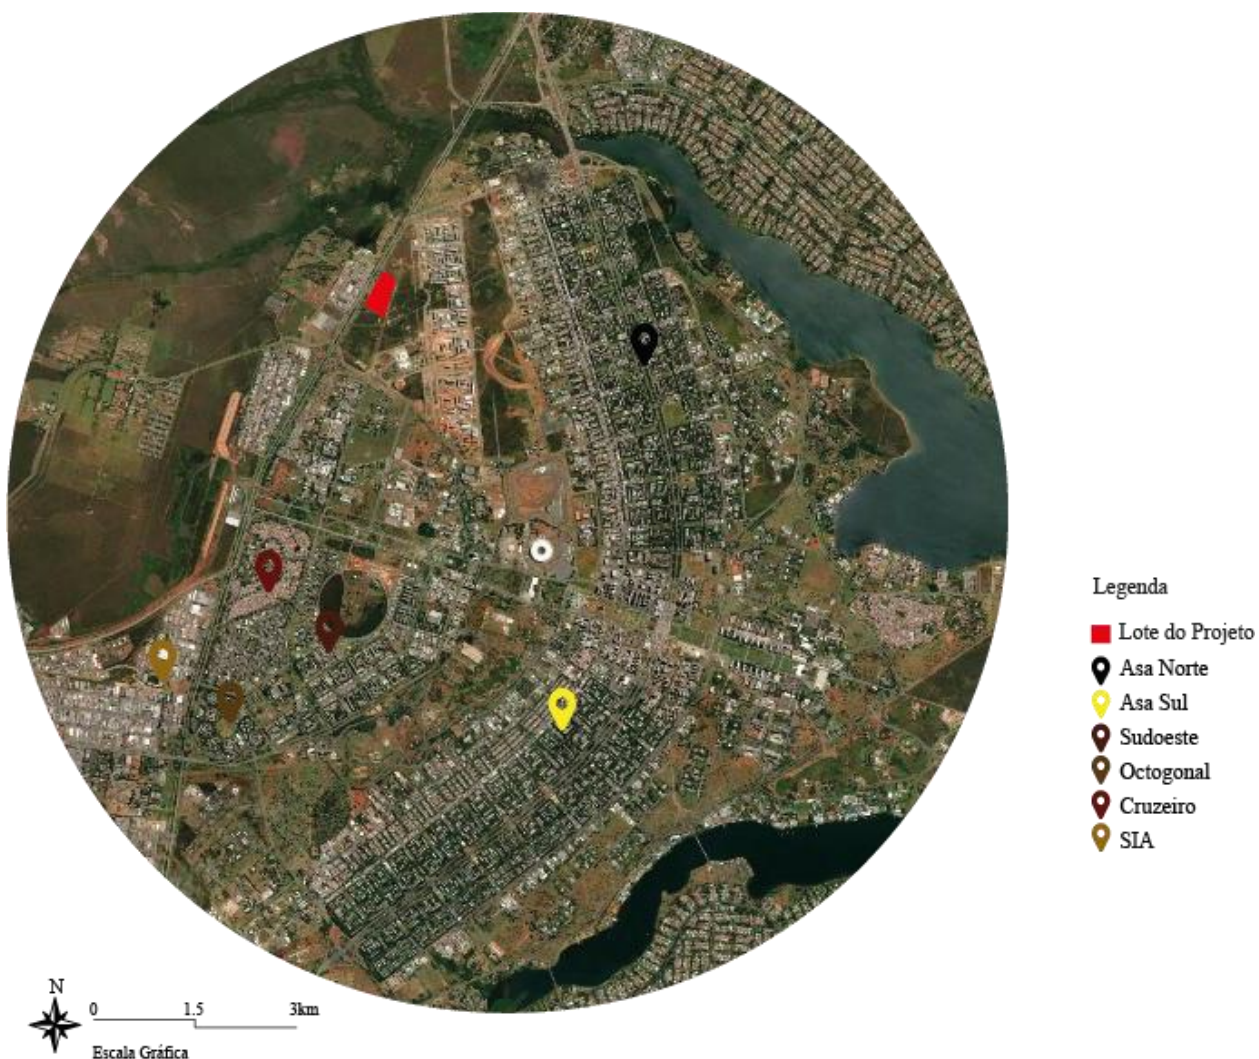 Legenda
Lote do Projeto
Asa Norte
Asa Sul
Sudoeste
Octogonal
Cruzeiro
SIA
N
0 1.5 3km
Escala Gráfica